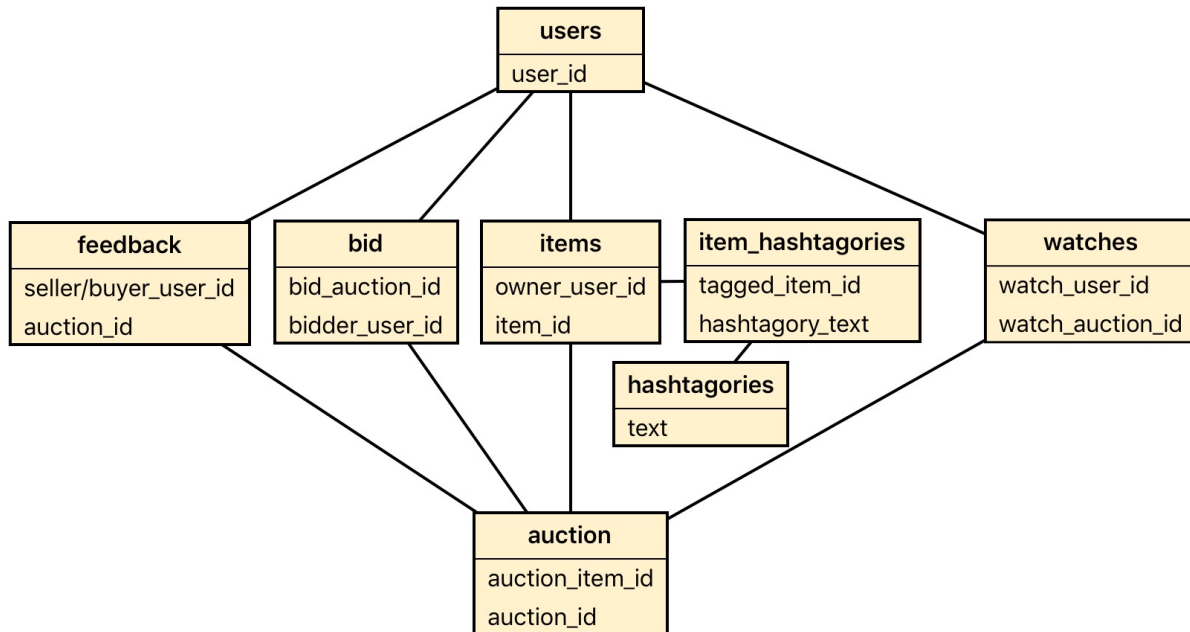 users
user_id
feedback
seller/buyer_user_id
auction_id
bid
bid_auction_id
bidder_user_id
items
owner_user_id
item_id
item_hashtagories
tagged_item_id
hashtagory_text
watches
watch_user_id
watch_auction_id
hashtagories
text
auction
auction_item_id
auction_id